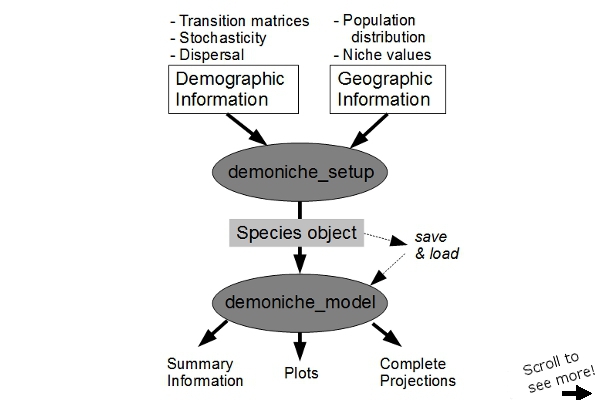 - Transition matrices
- Stochasticity
- Dispersal
- Population
distribution
- Niche values
Demographic
Information
Geographic
Information
demoniche_setup
Species object
save
& load
demoniche_model
Summary
Information
Plots
Complete
Projections
Scroll to
see more!